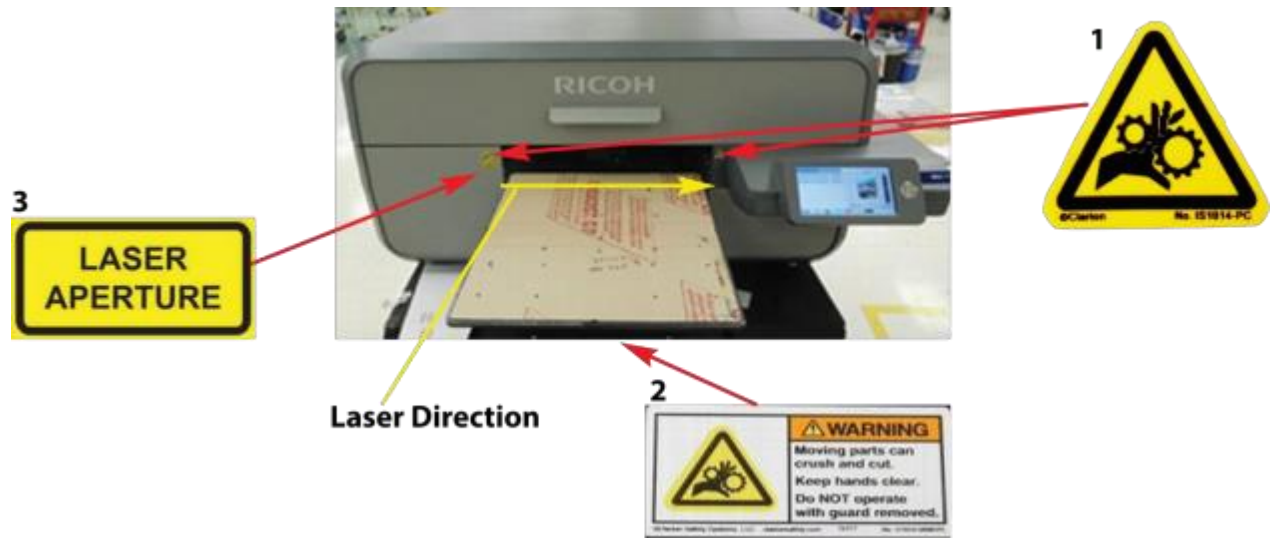 RICOH
1
©Clarion No. IS1014-PC
3
LASER
APERTURE
Laser Direction
2
WARNING
Moving parts can
crush and cut.
Keep hands clear.
Do NOT operate
with guard removed.